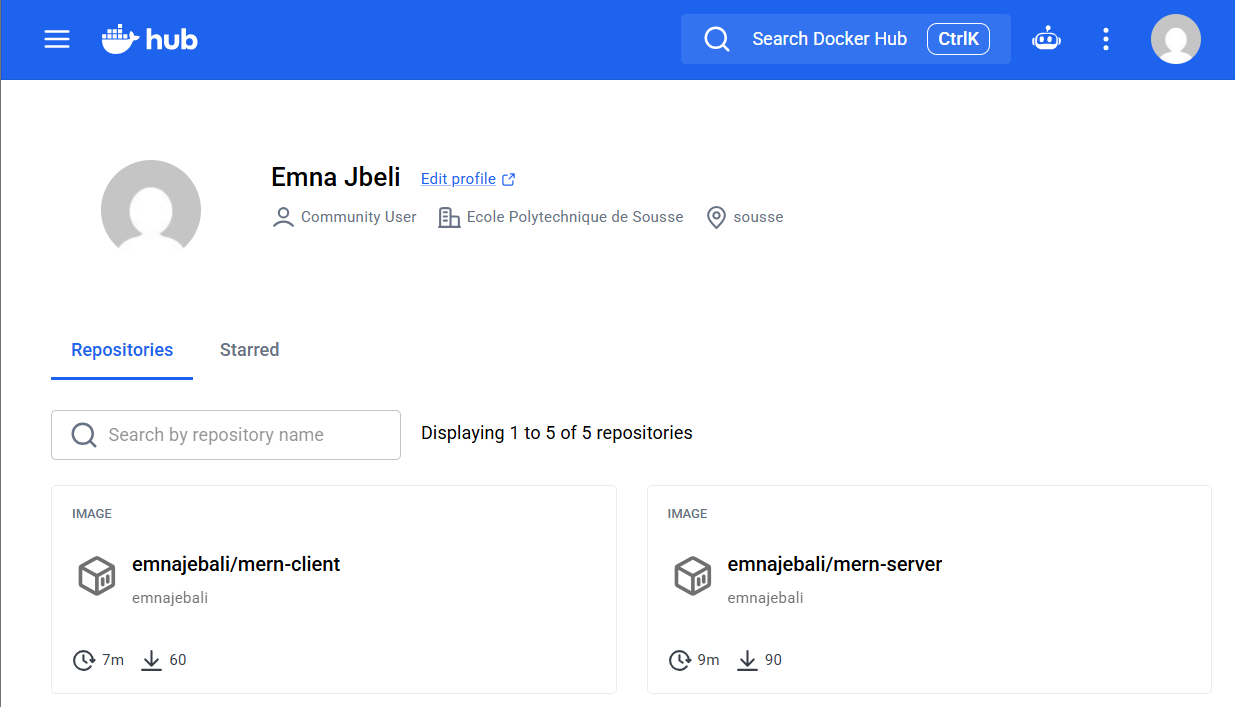 hub
Search Docker Hub CtrlK
Emna Jbeli Edit profile
Community User Ecole Polytechnique de Sousse sousse
Repositories Starred
Search by repository name Displaying 1 to 5 of 5 repositories
IMAGE
emnajebali/mern-client
emnajebali
7m 60
IMAGE
emnajebali/mern-server
emnajebali
9m 90